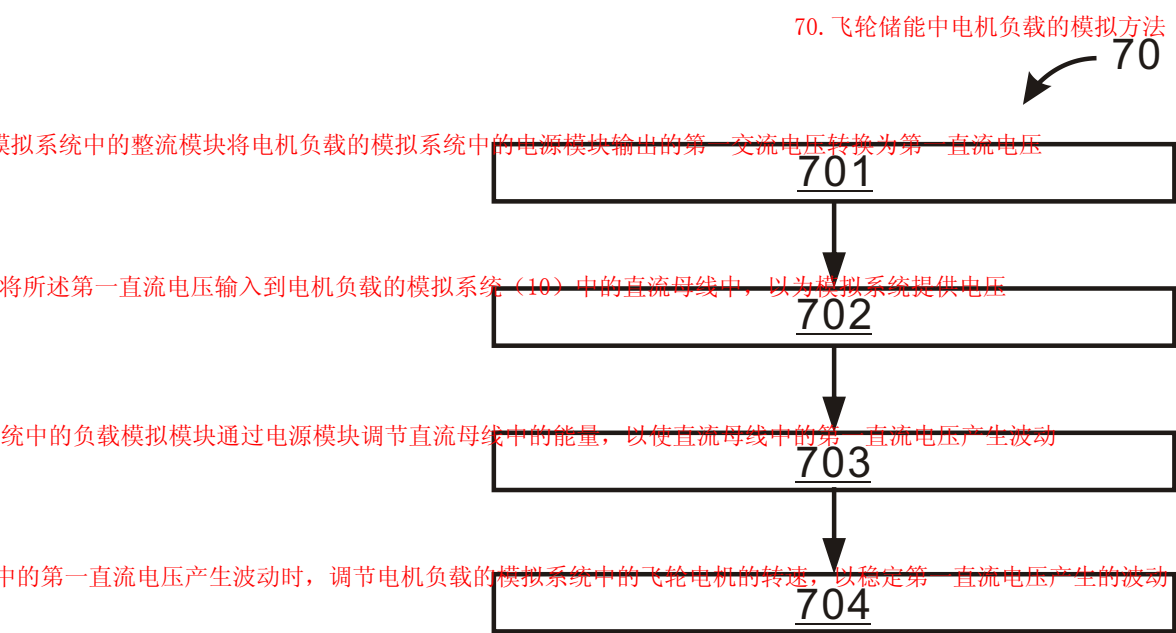 70.飞轮储能中电机负载的模拟方法
70
模拟系统中的整流模块将电机负载的模拟系统中的电源模块输出的第一交流电压转换为第一直流电压
701
将所述第一直流电压输入到电机负载的模拟系统（10）中的直流母线中，以为模拟系统提供电压
702
统中的负载模拟模块通过电源模块调节直流母线中的能量，以使直流母线中的第一直流电压产生波动
703
中的第一直流电压产生波动时，调节电机负载的模拟系统中的飞轮电机的转速，以稳定第一直流电压产生的波动
704